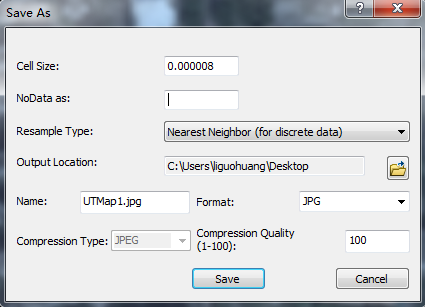 Save As
Cell Size: 0.000008
NoData as:
Resample Type: Nearest Neighbor (for discrete data)
Output Location: C:\Users\liguohuang\Desktop
Name: UTMap1.jpg Format: JPG
Compression Type: JPEG Compression Quality (1-100): 100
Save Cancel